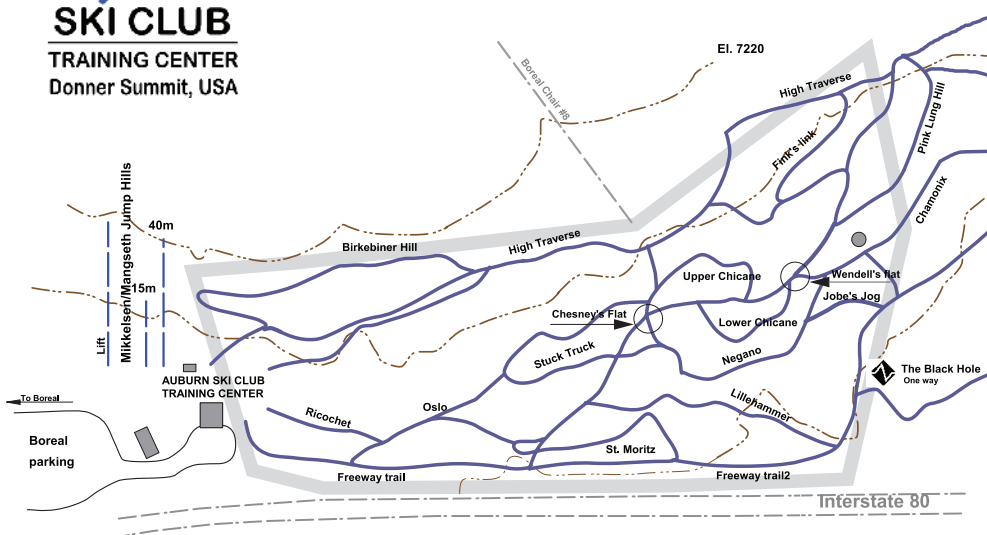 SKI CLUB
TRAINING CENTER
Donner Summit, USA
El. 7220
Boreal Chair #8
High Traverse
Fink's link
Pink Lung Hill
Chamonix
Lift
Mikkelsen/Mangseth Jump Hills
40m
15m
Birkebiner Hill
High Traverse
Upper Chicane
Wendell's flat
Jobe's Jog
Chesney's Flat
Lower Chicane
Stuck Truck
Negano
The Black Hole
One way
AUBURN SKI CLUB
TRAINING CENTER
To Boreal
Boreal
parking
Ricochet
Oslo
Lillehammer
St. Moritz
Freeway trail
Freeway trail2
Interstate 80